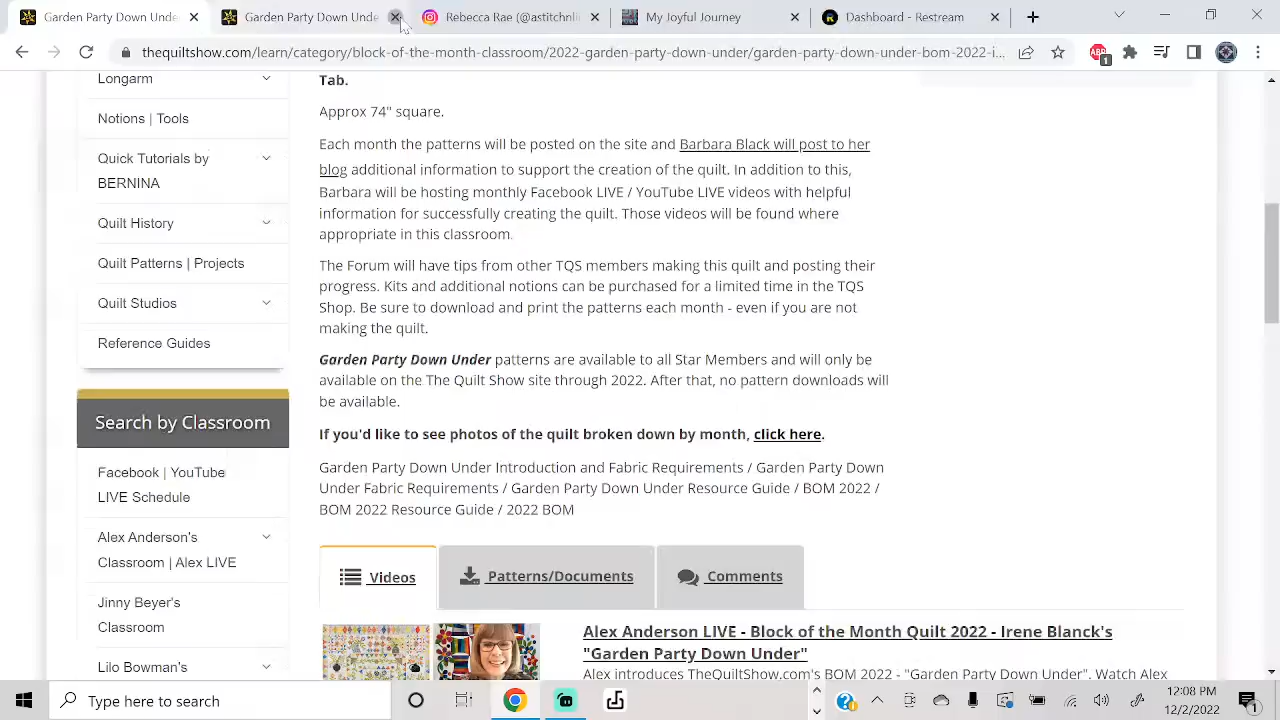 Garden Party Down Under
Garden Party Down Unde
Rebecca Rae (@astitchnli
My Joyful Journey
Dashboard - Restream
thequiltshow.com/learn/category/block-of-the-month-classroom/2022-garden-party-down-under/garden-party-down-under-bom-2022-i...
ABP
1
Longarm
Notions | Tools
Quick Tutorials by
BERNINA
Quilt History
Quilt Patterns | Projects
Quilt Studios
Reference Guides
Search by Classroom
Facebook | YouTube
LIVE Schedule
Alex Anderson's
Classroom | Alex LIVE
Jinny Beyer's
Classroom
Lilo Bowman's
Tab.
Approx 74" square.
Each month the patterns will be posted on the site and Barbara Black will post to her
blog additional information to support the creation of the quilt. In addition to this,
Barbara will be hosting monthly Facebook LIVE / YouTube LIVE videos with helpful
information for successfully creating the quilt. Those videos will be found where
appropriate in this classroom.
The Forum will have tips from other TQS members making this quilt and posting their
progress. Kits and additional notions can be purchased for a limited time in the TQS
Shop. Be sure to download and print the patterns each month - even if you are not
making the quilt.
Garden Party Down Under patterns are available to all Star Members and will only be
available on the The Quilt Show site through 2022. After that, no pattern downloads will
be available.
If you'd like to see photos of the quilt broken down by month, click here.
Garden Party Down Under Introduction and Fabric Requirements / Garden Party Down
Under Fabric Requirements / Garden Party Down Under Resource Guide / BOM 2022 /
BOM 2022 Resource Guide / 2022 BOM
Videos
Patterns/Documents
Comments
Alex Anderson LIVE - Block of the Month Quilt 2022 - Irene Blanck's
"Garden Party Down Under"
Alex introduces TheQuiltShow.com's BOM 2022 - "Garden Party Down Under". Watch Alex
Type here to search
12:08 PM
12/2/2022
1